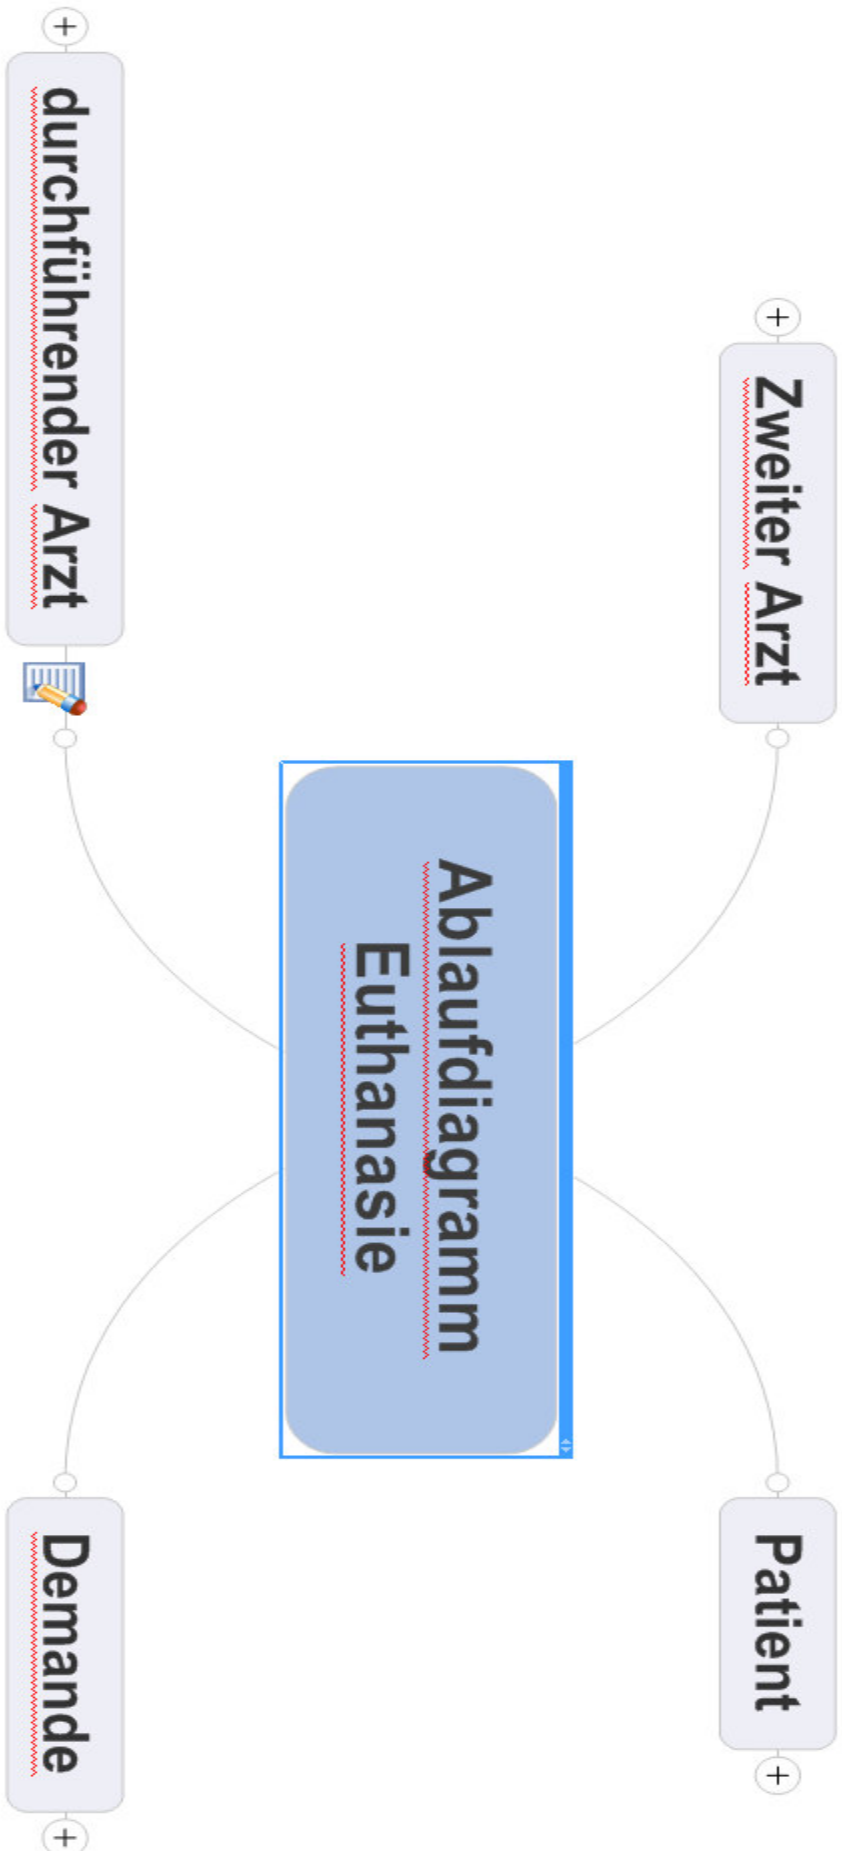 Zweiter Arzt
Patient
Ablaufdiagramm
Euthanasie
durchführender Arzt
Demande